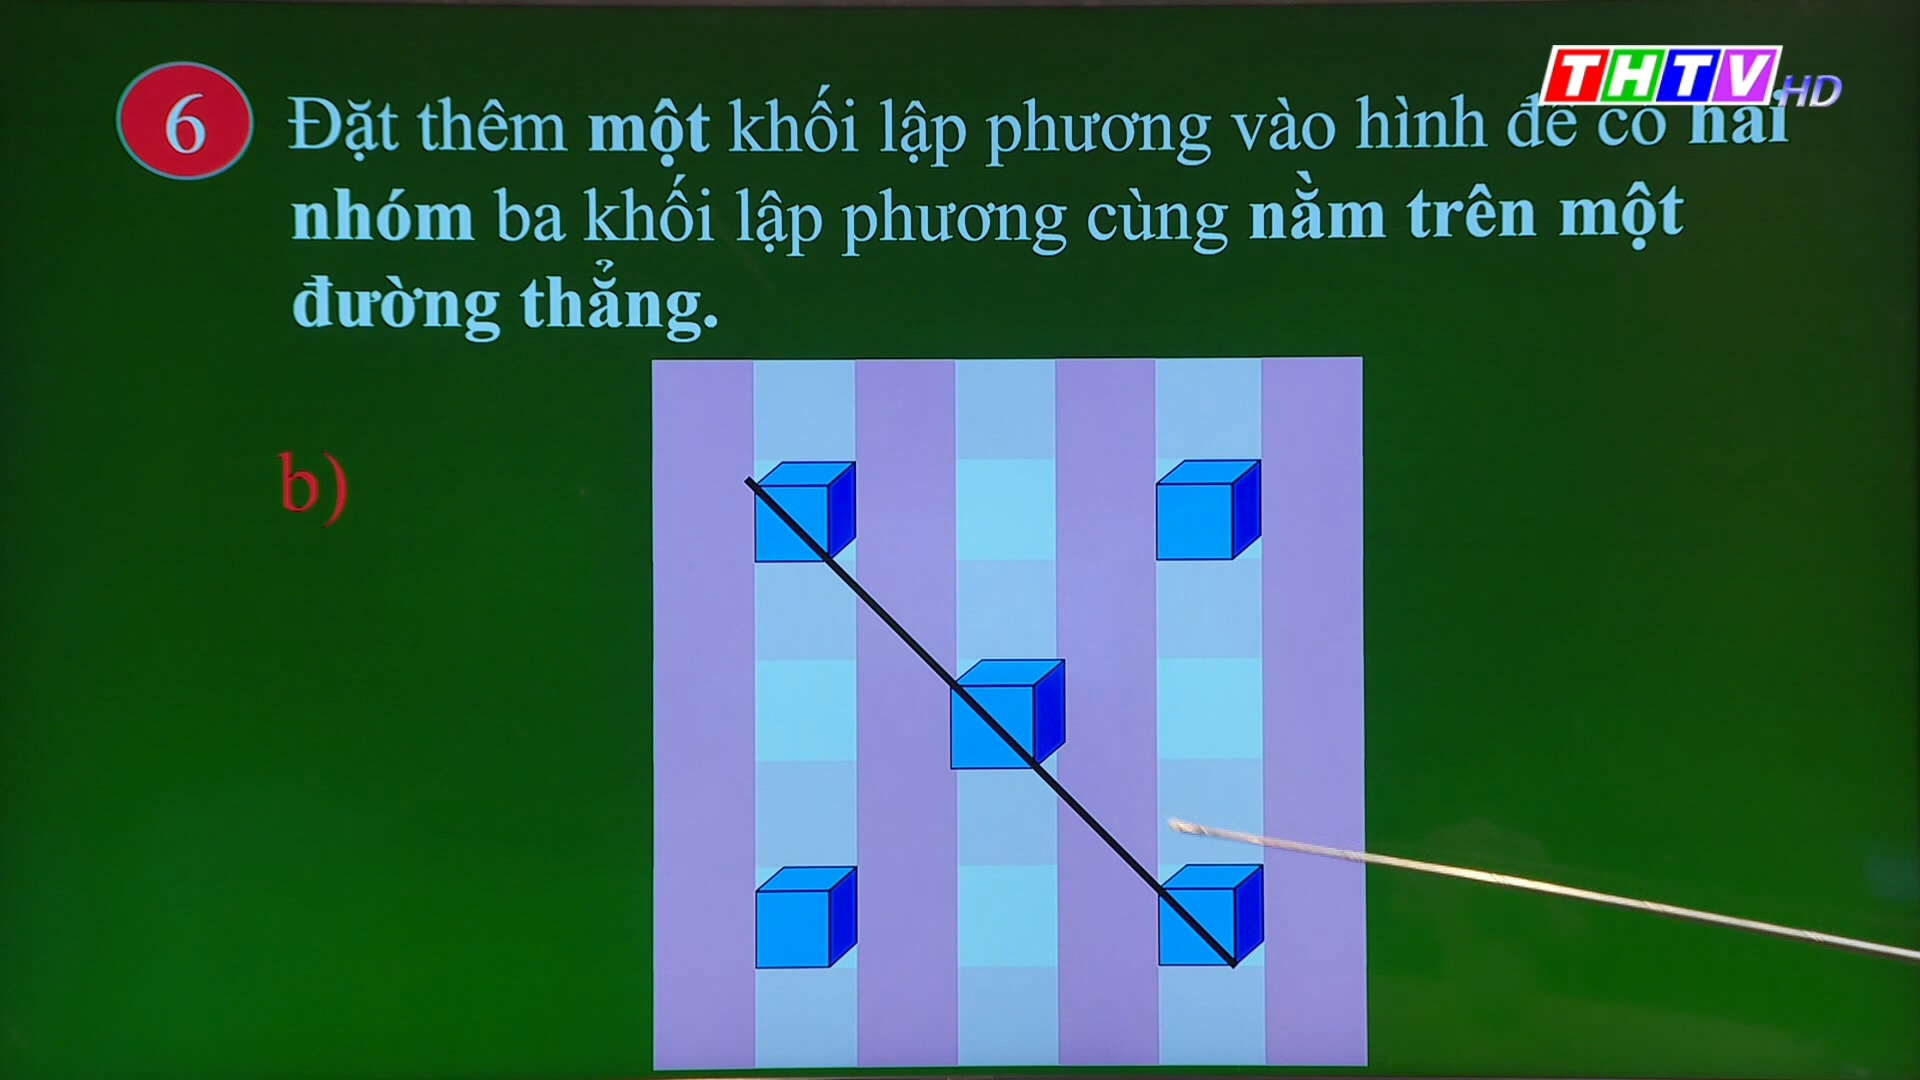 THTV HD
6 Đặt thêm một khối lập phương vào hình để có hai
nhóm ba khối lập phương cùng nằm trên một
đường thẳng.
b)